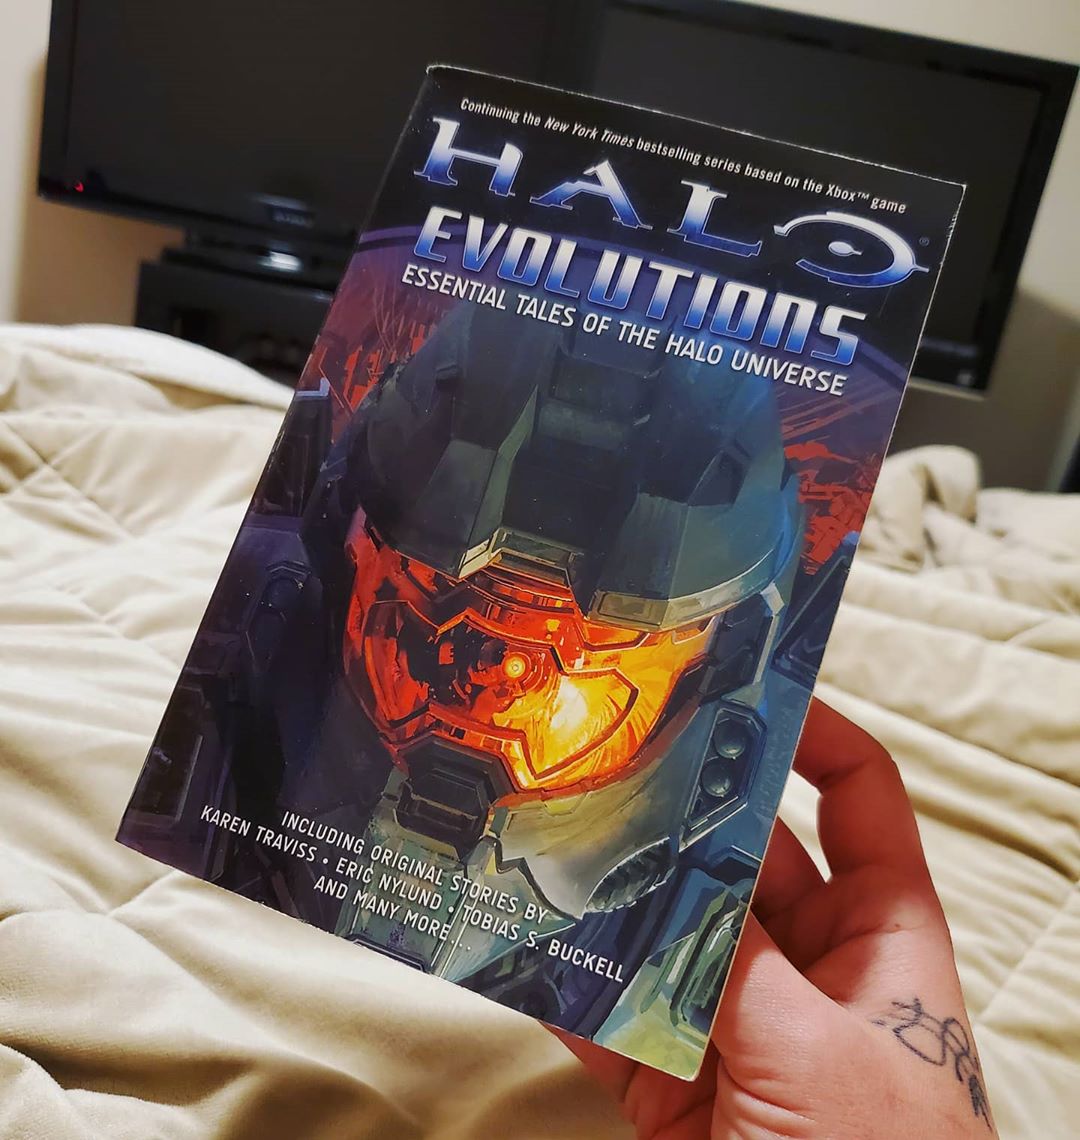 Continuing the New York Times bestselling series based on the Xbox™ game
HALO®
EVOLUTIONS
ESSENTIAL TALES OF THE HALO UNIVERSE
INCLUDING ORIGINAL STORIES BY
KAREN TRAVISS • ERIC NYLUND • TOBIAS S. BUCKELL
AND MANY MORE...